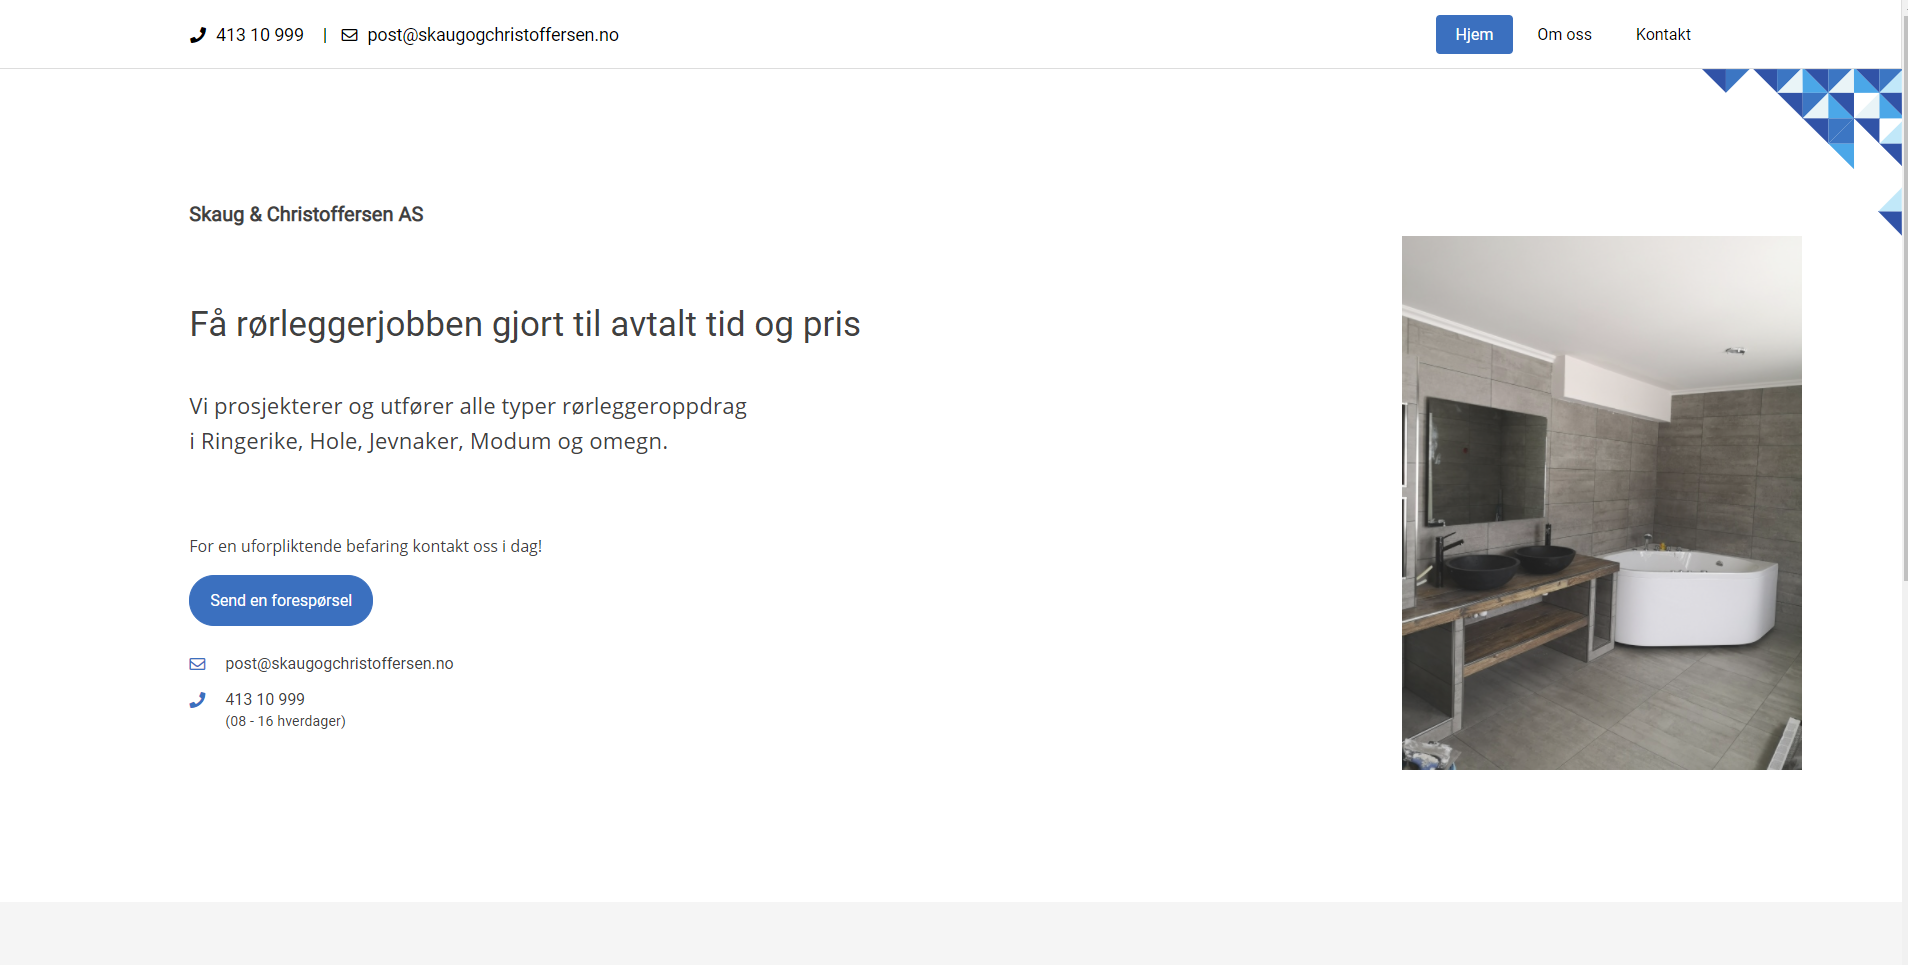 413 10 999 | post@skaugogchristoffersen.no
Hjem Om oss Kontakt
Skaug & Christoffersen AS
Få rørleggerjobben gjort til avtalt tid og pris
Vi prosjekterer og utfører alle typer rørleggeroppdrag
i Ringerike, Hole, Jevnaker, Modum og omegn.
For en uforpliktende befaring kontakt oss i dag!
Send en forespørsel
post@skaugogchristoffersen.no
413 10 999
(08 - 16 hverdager)